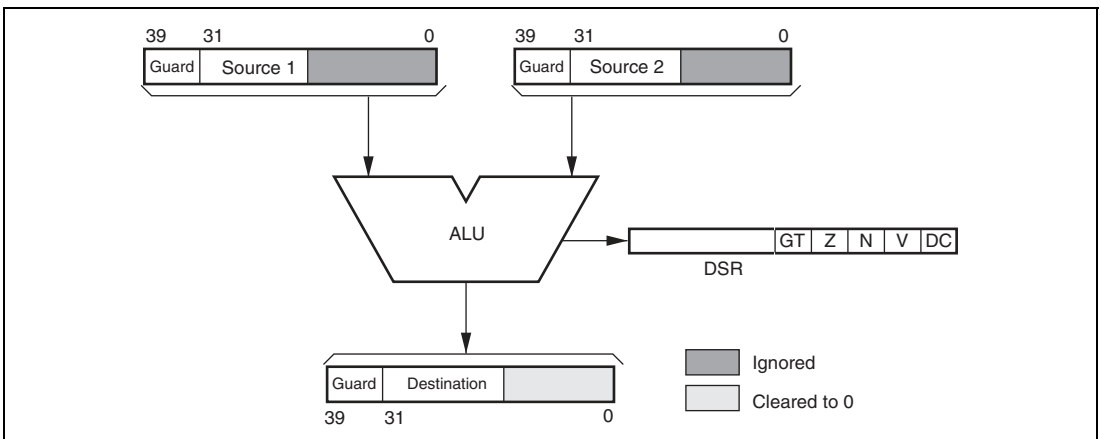 39 31 0
Guard Source 1
39 31 0
Guard Source 2
ALU
GT Z N V DC
DSR
Guard Destination
39 31 0
Ignored
Cleared to 0